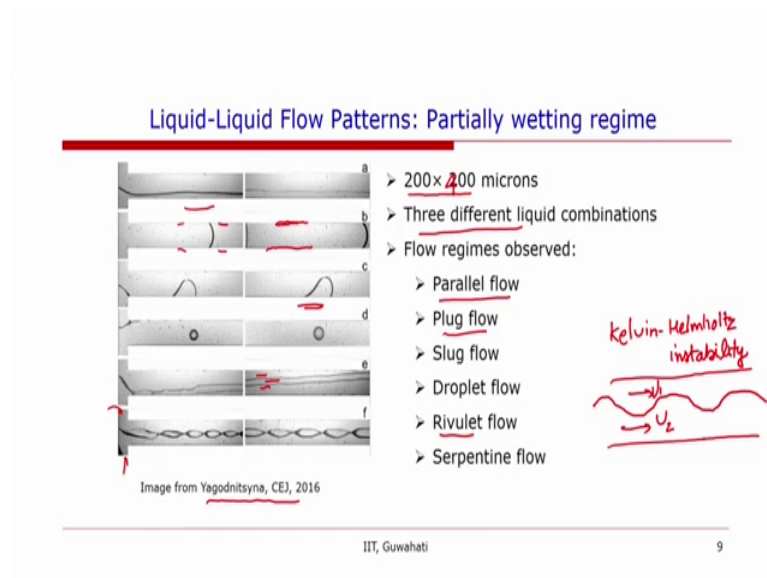 Liquid-Liquid Flow Patterns: Partially wetting regime
a
b
c
d
e
f
200×400 microns
Three different liquid combinations
Flow regimes observed:
Parallel flow
Plug flow
Slug flow
Droplet flow
Rivulet flow
Serpentine flow
Kelvin-Helmholtz
instability
U1
U2
Image from Yagodnitsyna, CEJ, 2016
IIT, Guwahati
9